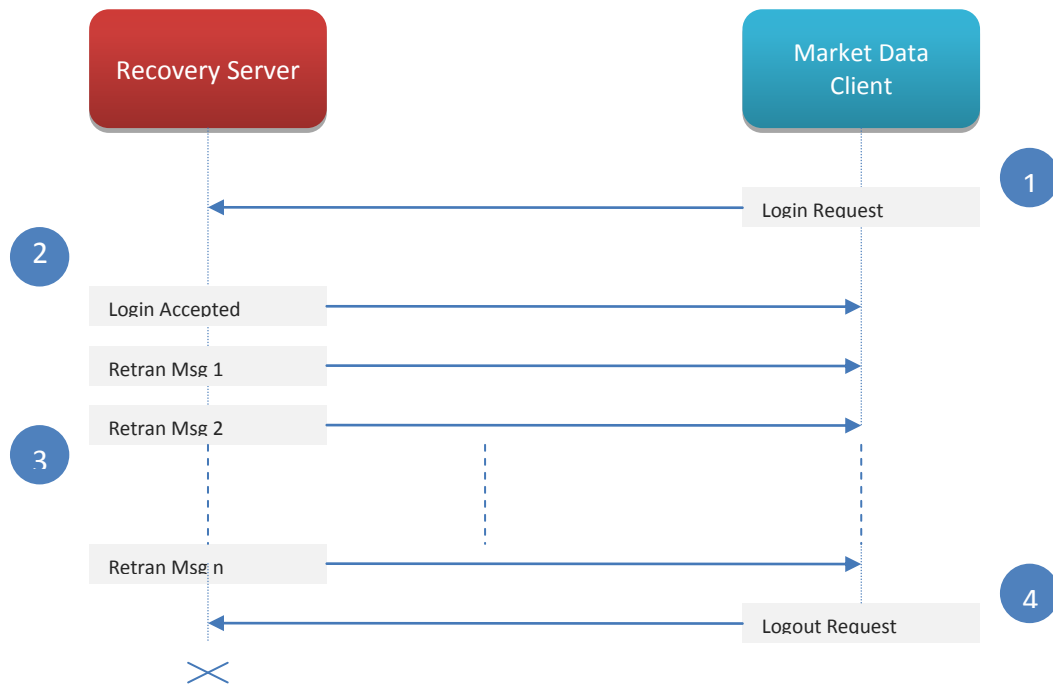 Recovery Server
Market Data
Client
1
Login Request
2
Login Accepted
Retran Msg 1
Retran Msg 2
3
Retran Msg n
4
Logout Request